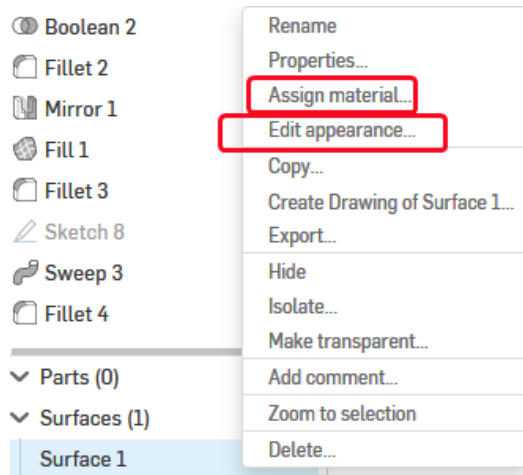 Boolean 2
Fillet 2
Mirror 1
Fill 1
Fillet 3
Sketch 8
Sweep 3
Fillet 4
Parts (0)
Surfaces (1)
Surface 1
Rename
Properties...
Assign material...
Edit appearance...
Copy...
Create Drawing of Surface 1...
Export...
Hide
Isolate...
Make transparent...
Add comment...
Zoom to selection
Delete...